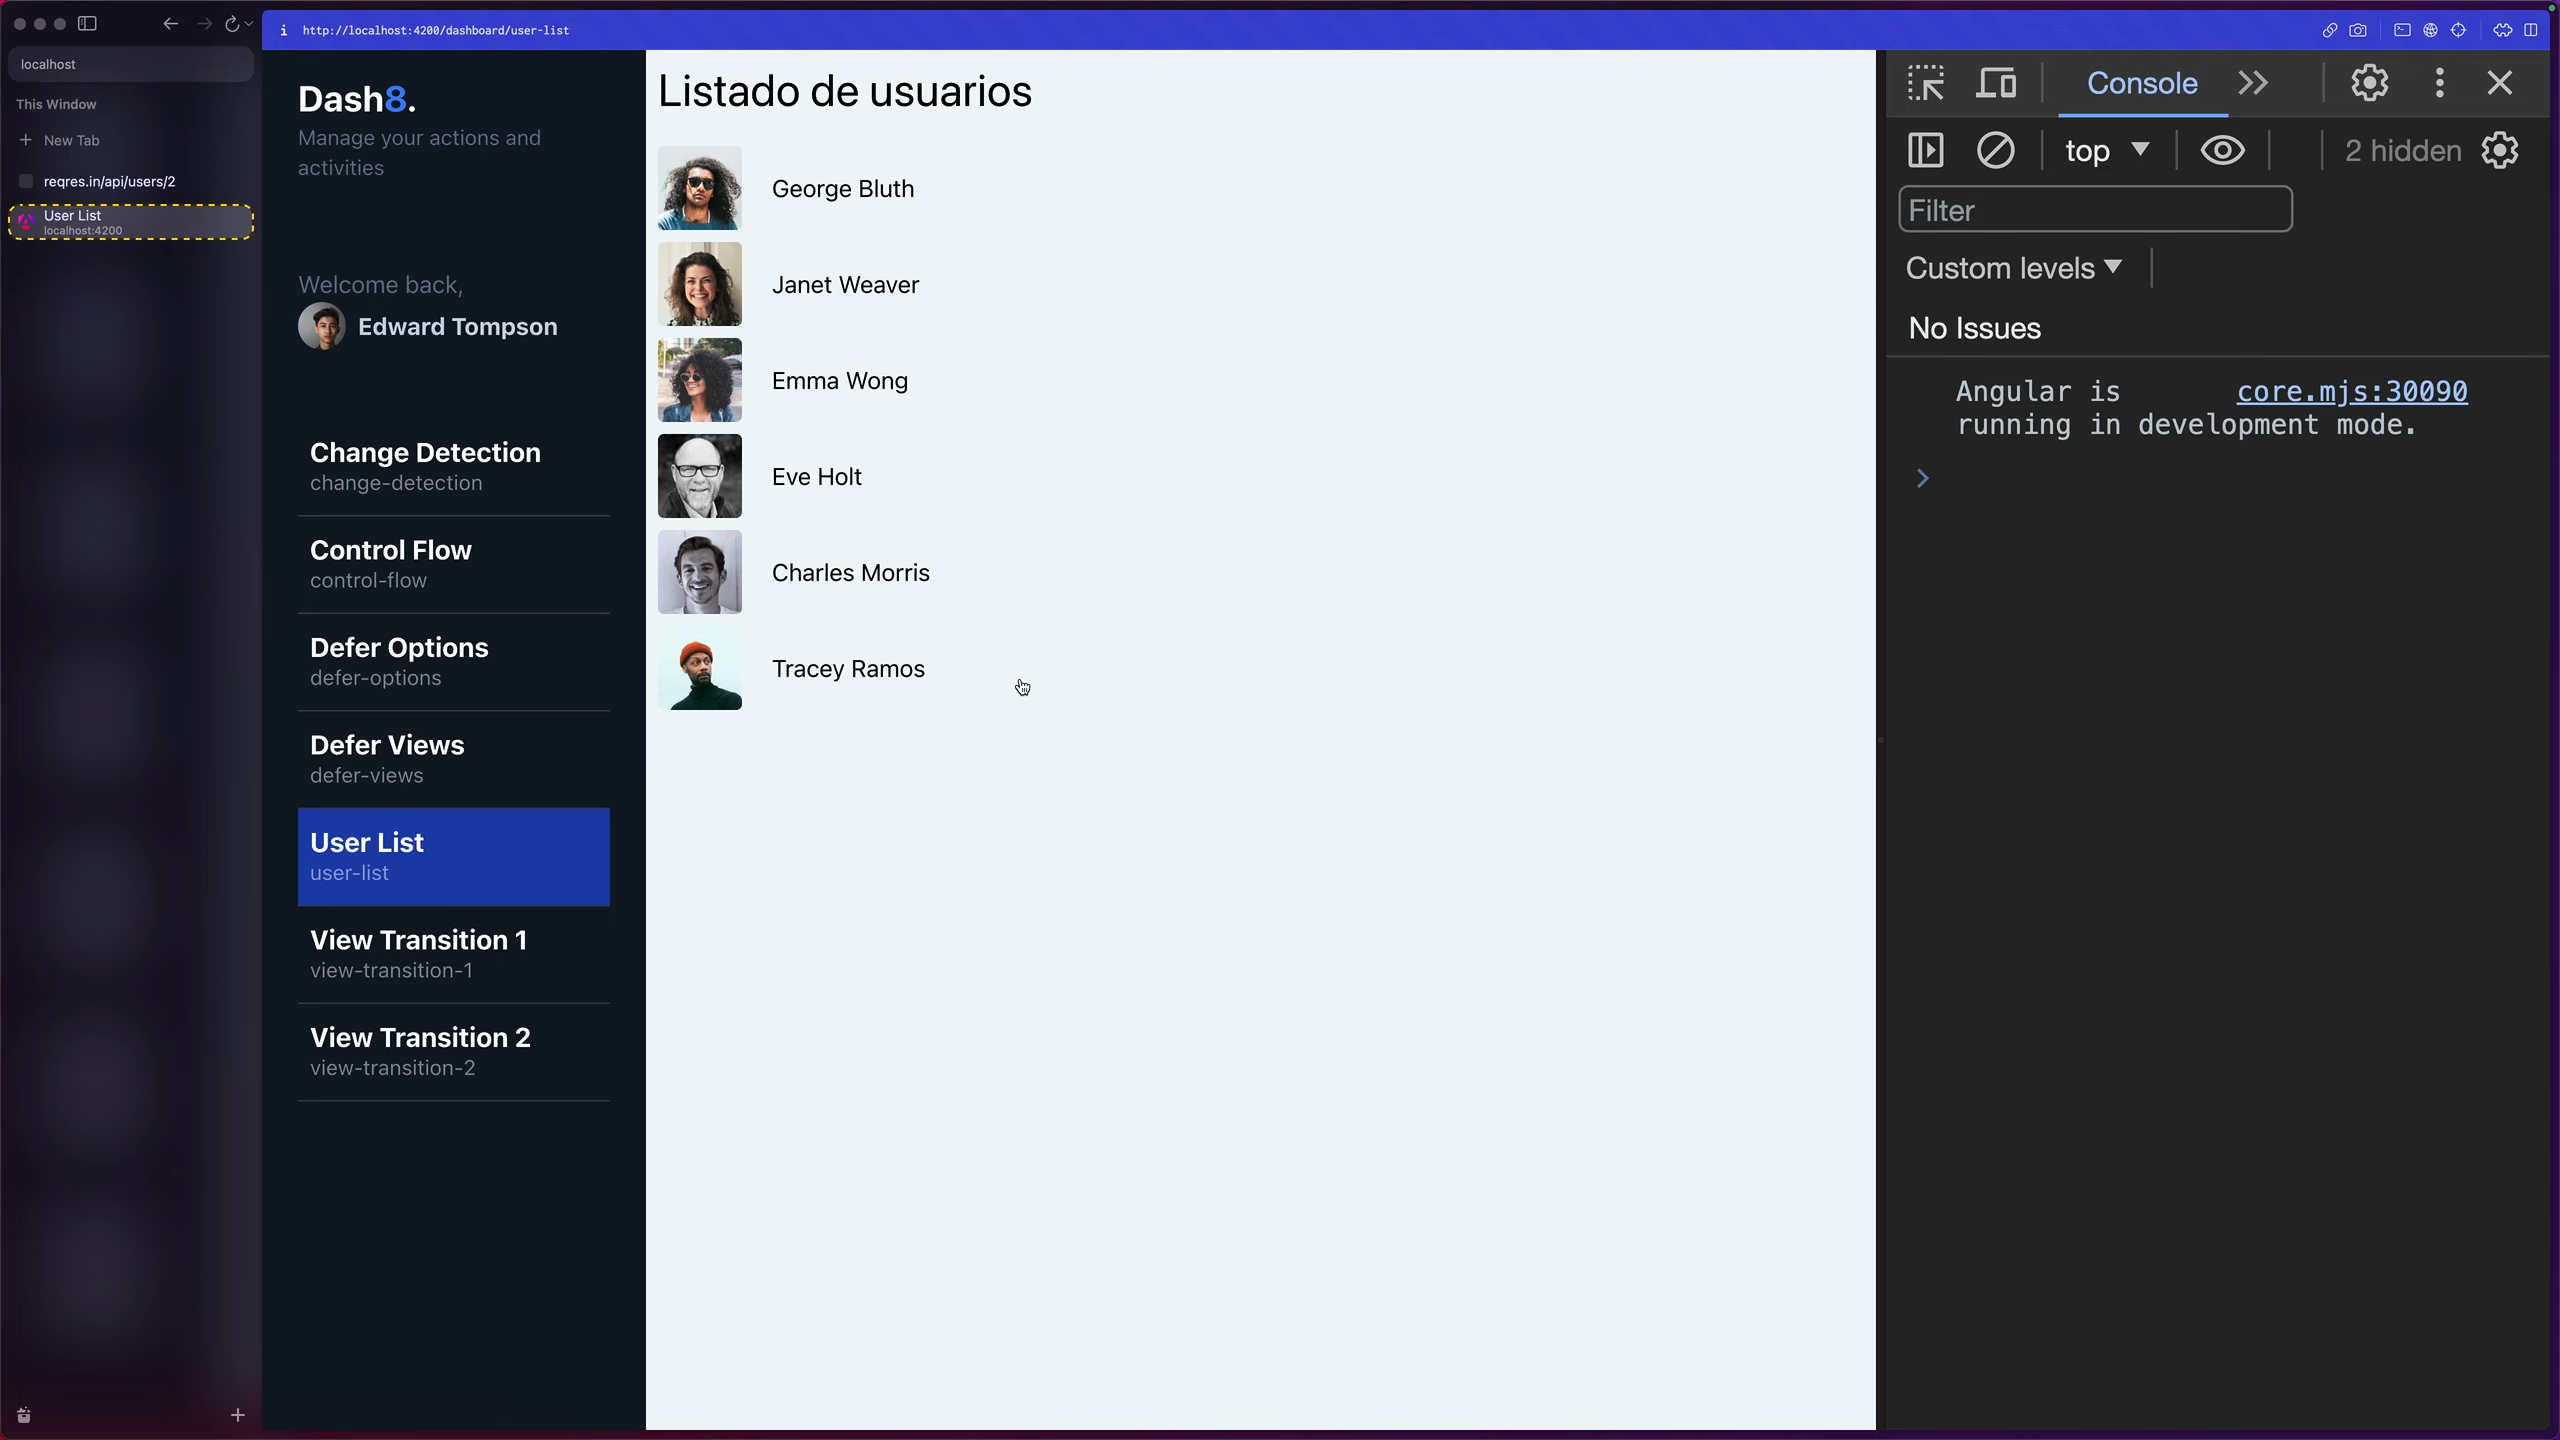 localhost
This Window
New Tab
reqres.in/api/users/2
User List
localhost:4200
http://localhost:4200/dashboard/user-list
Dash8.
Manage your actions and
activities
Welcome back,
Edward Tompson
Change Detection
change-detection
Control Flow
control-flow
Defer Options
defer-options
Defer Views
defer-views
User List
user-list
View Transition 1
view-transition-1
View Transition 2
view-transition-2
Listado de usuarios
George Bluth
Janet Weaver
Emma Wong
Eve Holt
Charles Morris
Tracey Ramos
Console
top
2 hidden
Filter
Custom levels
No Issues
Angular is core.mjs:30090
running in development mode.